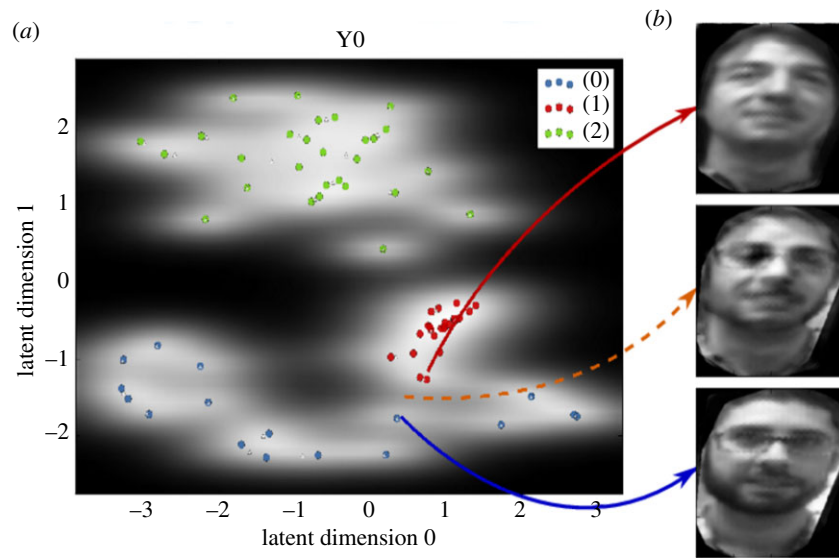 (a)
(b)
Y0
(0)
(1)
(2)
latent dimension 1
2
1
0
–1
–2
–3 –2 –1 0 1 2 3
latent dimension 0